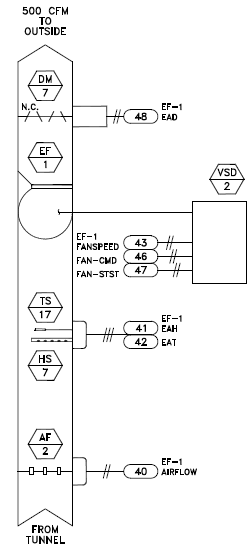 500 CFM
TO
OUTSIDE
DM
7
N.C.
48
EF-1
EAD
EF
1
VSD
2
EF-1
FANSPEED
43
FAN-CMD
46
FAN-STST
47
TS
17
41
42
EF-1
EAH
EAT
HS
7
AF
2
40
EF-1
AIRFLOW
FROM
TUNNEL